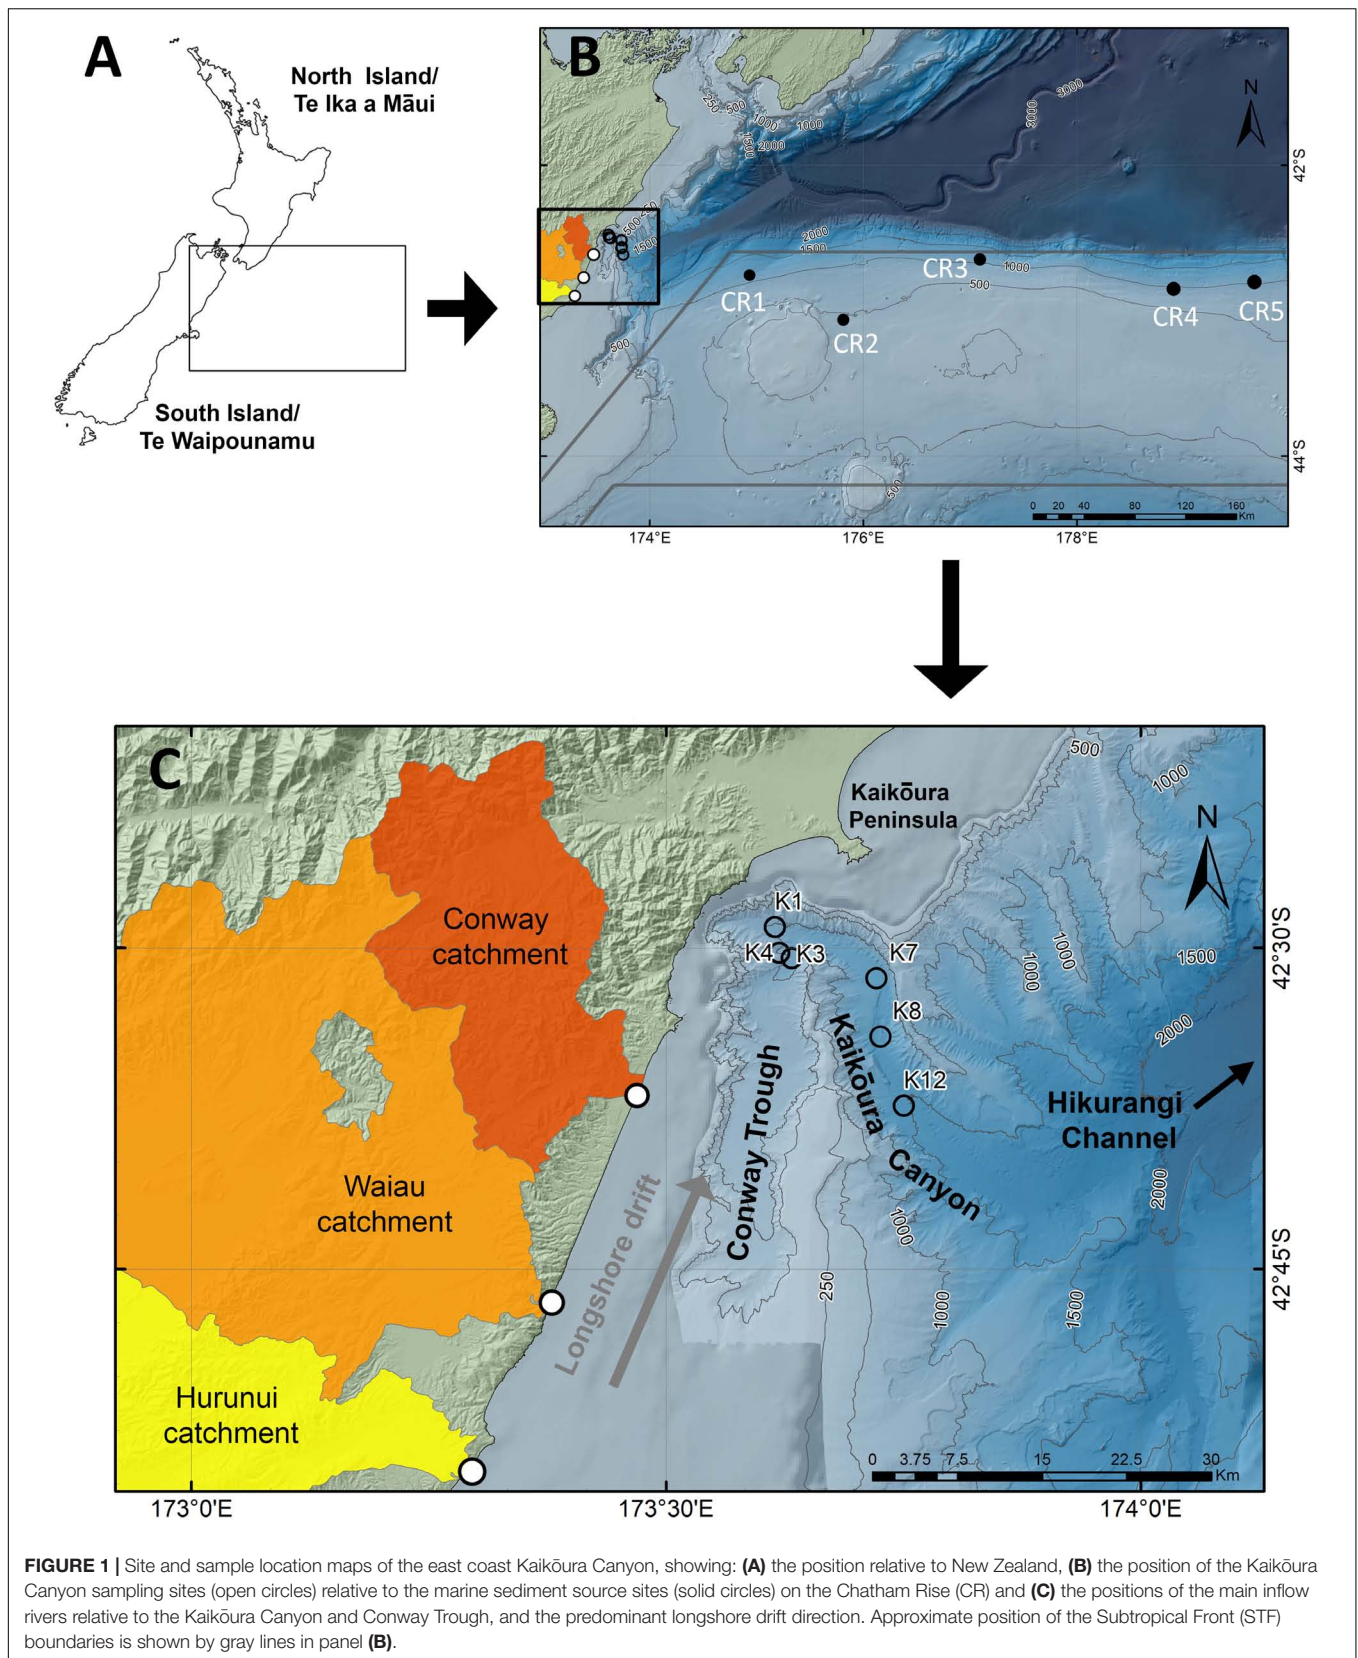 A
North Island/
Te Ika a Māui
South Island/
Te Waipounamu
B
N
250
500
1000
1000
1500
2000
3000
3000
42°S
450
500
1500
2000
1500
1000
500
CR1
CR2
CR3
CR4
CR5
500
500
44°S
0 20 40 80 120 160
Km
174°E
176°E
178°E
C
Kaikōura
Peninsula
500
1000
N
Conway
catchment
K1
K4
K3
K7
K8
K12
1000
1000
1500
2000
42°30'S
Kaikōura
Canyon
Conway Trough
Hikurangi
Channel
Waiau
catchment
Longshore drift
2000
1000
250
1000
1500
42°45'S
Hurunui
catchment
0 3.75 7.5 15 22.5 30
Km
173°0'E
173°30'E
174°0'E
FIGURE 1 | Site and sample location maps of the east coast Kaikōura Canyon, showing: (A) the position relative to New Zealand, (B) the position of the Kaikōura
Canyon sampling sites (open circles) relative to the marine sediment source sites (solid circles) on the Chatham Rise (CR) and (C) the positions of the main inflow
rivers relative to the Kaikōura Canyon and Conway Trough, and the predominant longshore drift direction. Approximate position of the Subtropical Front (STF)
boundaries is shown by gray lines in panel (B).